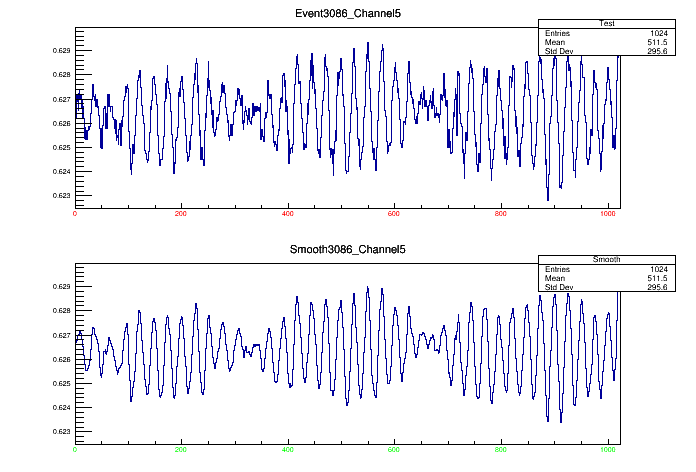 Event3086_Channel5
Test
Entries 1024
Mean 511.5
Std Dev 295.6
0.629
0.628
0.627
0.626
0.625
0.624
0.623
0 200 400 600 800 1000
Smooth3086_Channel5
Smooth
Entries 1024
Mean 511.5
Std Dev 295.6
0.629
0.628
0.627
0.626
0.625
0.624
0.623
0 200 400 600 800 1000